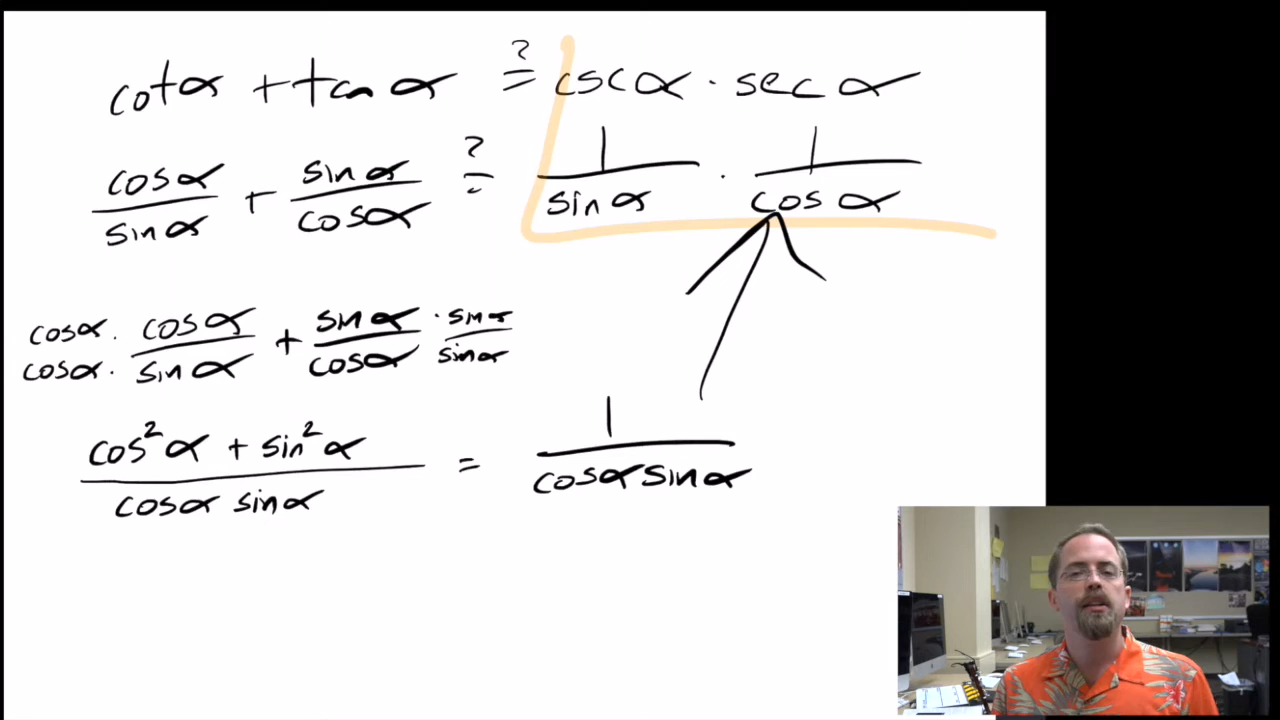 cot α + tan α ≟ csc α · sec α
cos α / sin α + sin α / cos α ≟ 1 / sin α · 1 / cos α
cos α / cos α · cos α / sin α + sin α / cos α · sin α / sin α
cos² α + sin² α / cos α sin α = 1 / cos α sin α